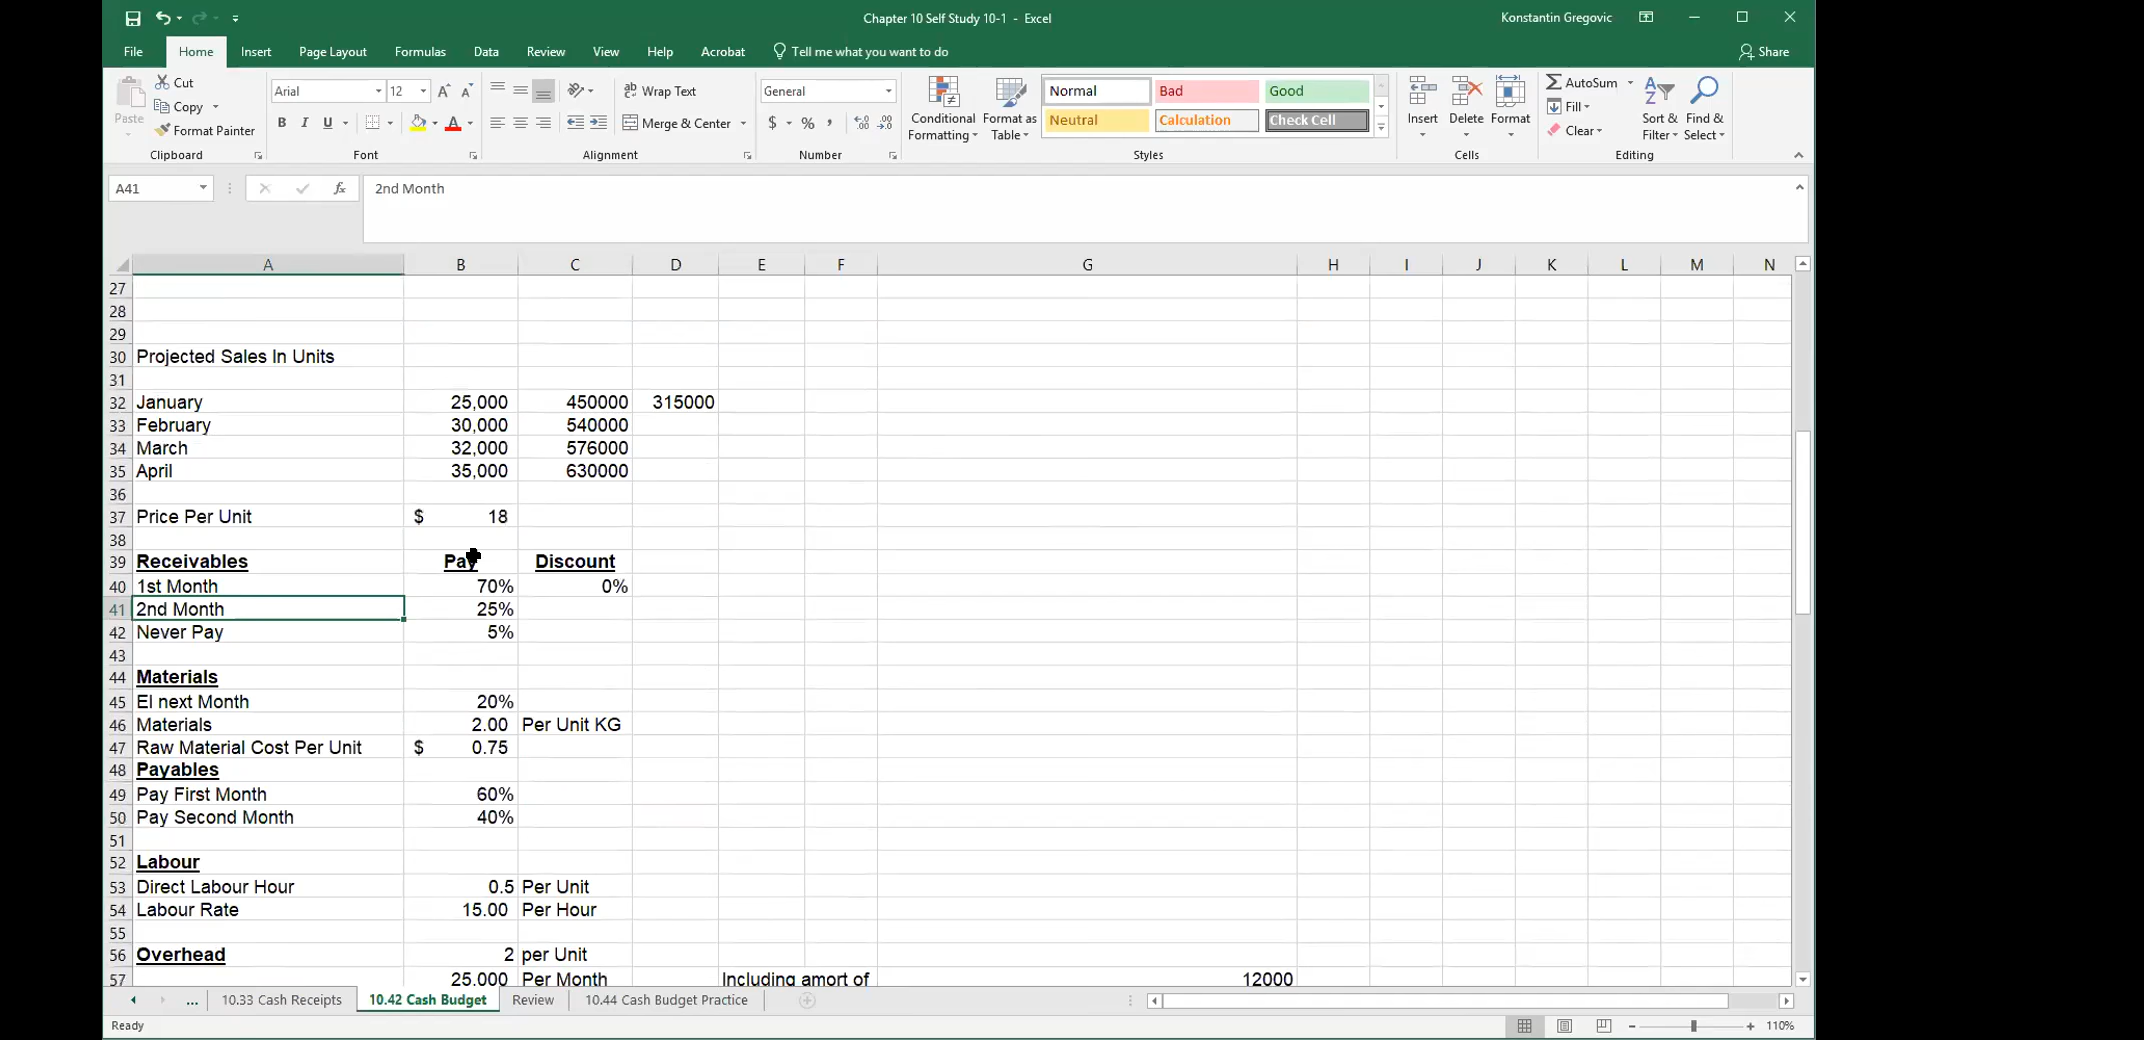 Chapter 10 Self Study 10-1 - Excel
Konstantin Gregovic
File Home Insert Page Layout Formulas Data Review View Help Acrobat Tell me what you want to do Share
Paste
Cut
Copy
Format Painter
Clipboard
Arial 12 A A
B I U A
Font
ab Wrap Text
Merge & Center
Alignment
General
$ % ,
Number
Conditional Formatting
Format as Table
Normal Bad Good
Neutral Calculation Check Cell
Styles
Insert Delete Format
Cells
AutoSum
Fill
Clear
Sort & Filter
Find & Select
Editing
A41 fx 2nd Month
A B C D E F G H I J K L M N
27
28
29
30 Projected Sales In Units
31
32 January 25,000 450000 315000
33 February 30,000 540000
34 March 32,000 576000
35 April 35,000 630000
36
37 Price Per Unit $ 18
38
39 Receivables Pay Discount
40 1st Month 70% 0%
41 2nd Month 25%
42 Never Pay 5%
43
44 Materials
45 EI next Month 20%
46 Materials 2.00 Per Unit KG
47 Raw Material Cost Per Unit $ 0.75
48 Payables
49 Pay First Month 60%
50 Pay Second Month 40%
51
52 Labour
53 Direct Labour Hour 0.5 Per Unit
54 Labour Rate 15.00 Per Hour
55
56 Overhead 2 per Unit
57 25,000 Per Month Including amort of 12000
... 10.33 Cash Receipts 10.42 Cash Budget Review 10.44 Cash Budget Practice
Ready 110%